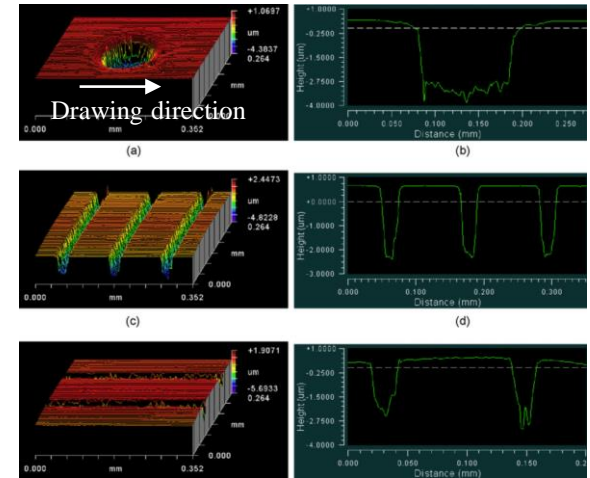 +1.0697
um
-4.3837
0.264
mm
Drawing direction
0.000
mm
0.352
0.000
(a)
+1.0000
-0.2500
-1.5000
-2.7500
-4.0000
Height (um)
0.000
0.050
0.100
0.150
0.200
0.250
Distance (mm)
(b)
+2.4473
um
-4.8228
0.264
mm
0.000
0.000
mm
0.352
(c)
+1.0000
+0.0000
-1.0000
-2.0000
-3.0000
Height (um)
0.000
0.100
0.200
0.300
Distance (mm)
(d)
+1.9071
um
-5.6933
0.264
mm
0.000
0.000
mm
0.352
+1.0000
-0.2500
-1.5000
-2.7500
-4.0000
Height (um)
0.000
0.050
0.100
0.150
Distance (mm)